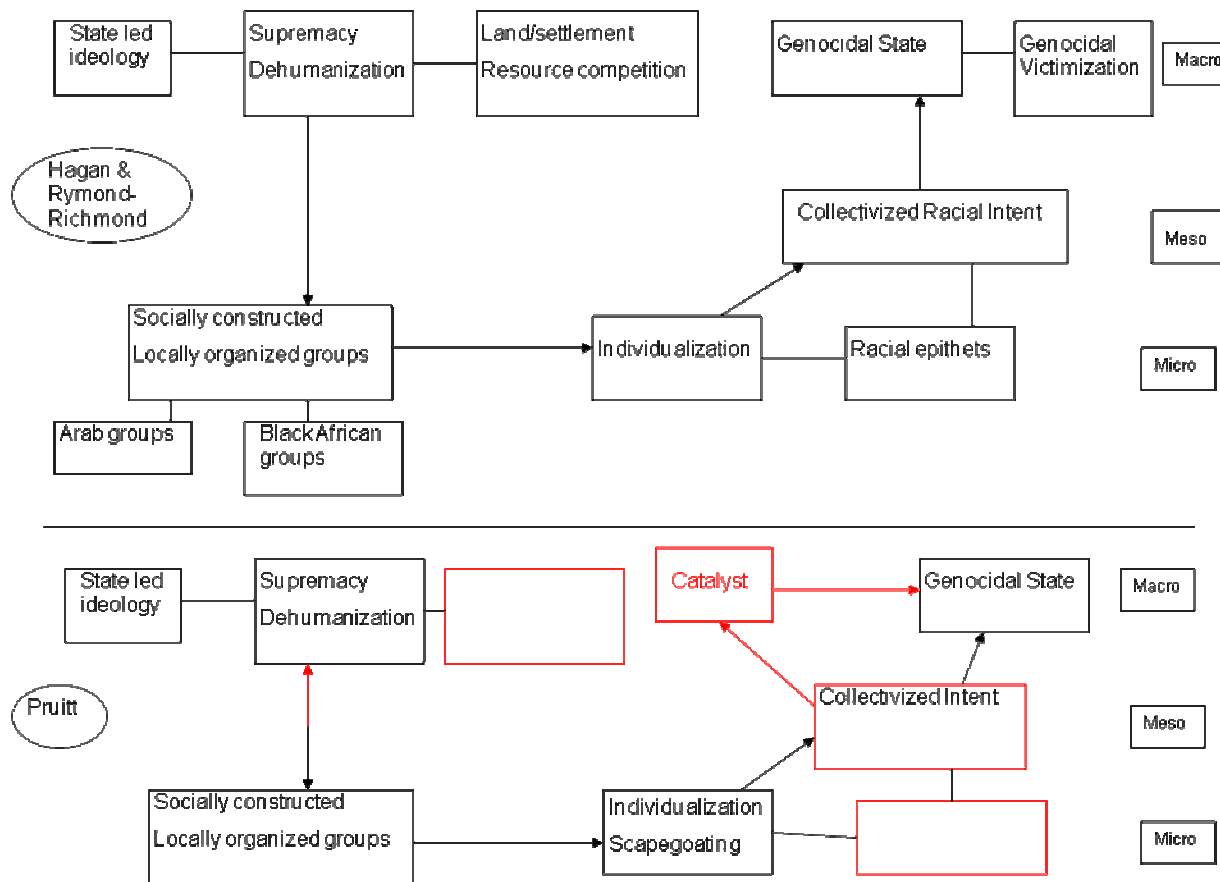 State led
ideology
Supremacy
Dehumanization
Land/settlement
Resource competition
Genocidal State
Genocidal
Victimization
Macro
Hagan &
Rymond-
Richmond
Collectivized Racial Intent
Meso
Socially constructed
Locally organized groups
Individualization
Racial epithets
Micro
Arab groups
Black African
groups
State led
ideology
Supremacy
Dehumanization
Catalyst
Genocidal State
Macro
Pruitt
Collectivized Intent
Meso
Socially constructed
Locally organized groups
Individualization
Scapegoating
Micro